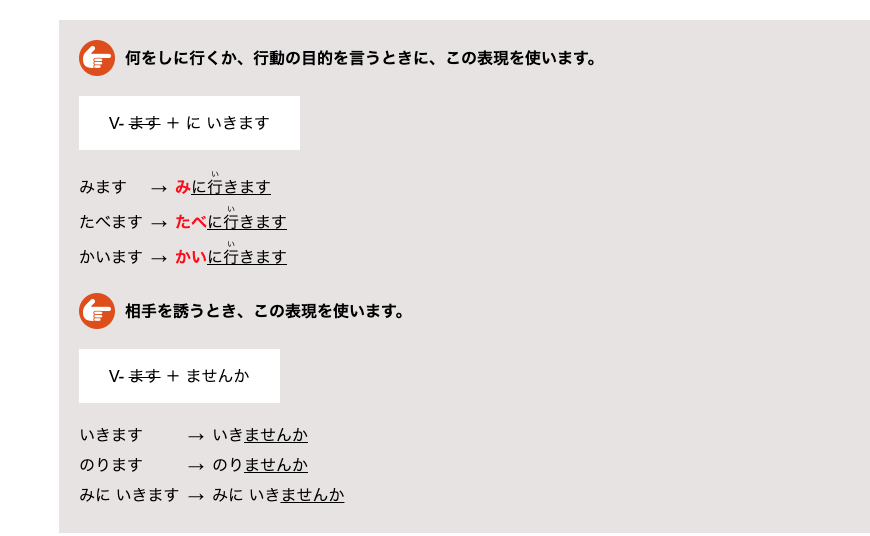 何をしに行くか、行動の目的を言うときに、この表現を使います。
V- ます ＋ に いきます
みます → みに行きます
たべます → たべに行きます
かいます → かいに行きます
相手を誘うとき、この表現を使います。
V- ます ＋ ませんか
いきます → いきませんか
のります → のりませんか
みに いきます → みに いきませんか